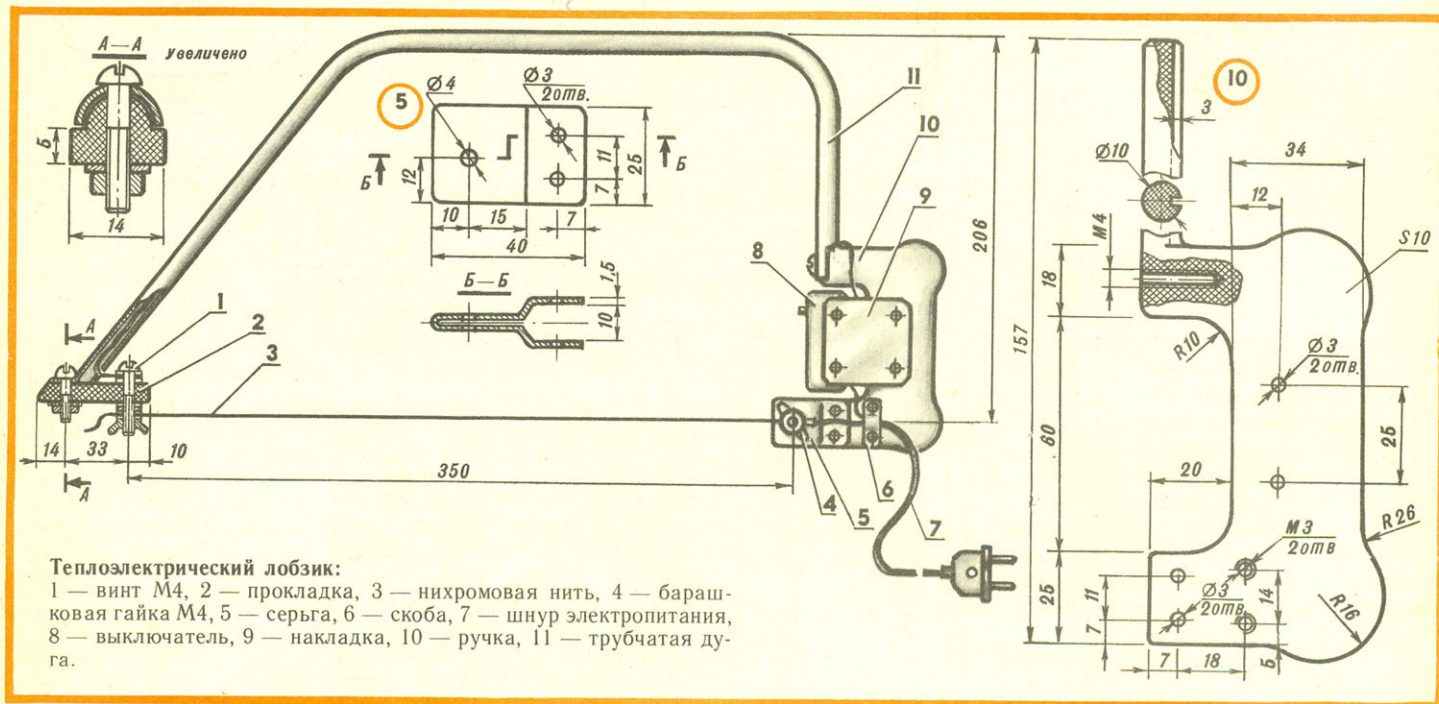 А—А Увеличено
Б
14
5
Ø4
Ø3
2отв.
Б
12
11
7
25
Б
10
15
7
40
Б—Б
1,5
10
11
10
9
8
206
А
1
2
3
14
33
10
А
350
4
5
6
7
10
3
Ø10
34
12
М4
S10
18
157
R10
Ø3
2отв.
60
25
20
R26
М3
2отв
25
11
7
Ø3
2отв.
14
R16
7
18
Б
Теплоэлектрический лобзик:
1 — винт М4, 2 — прокладка, 3 — нихромовая нить, 4 — бараш-
ковая гайка М4, 5 — серьга, 6 — скоба, 7 — шнур электропитания,
8 — выключатель, 9 — накладка, 10 — ручка, 11 — трубчатая ду-
га.